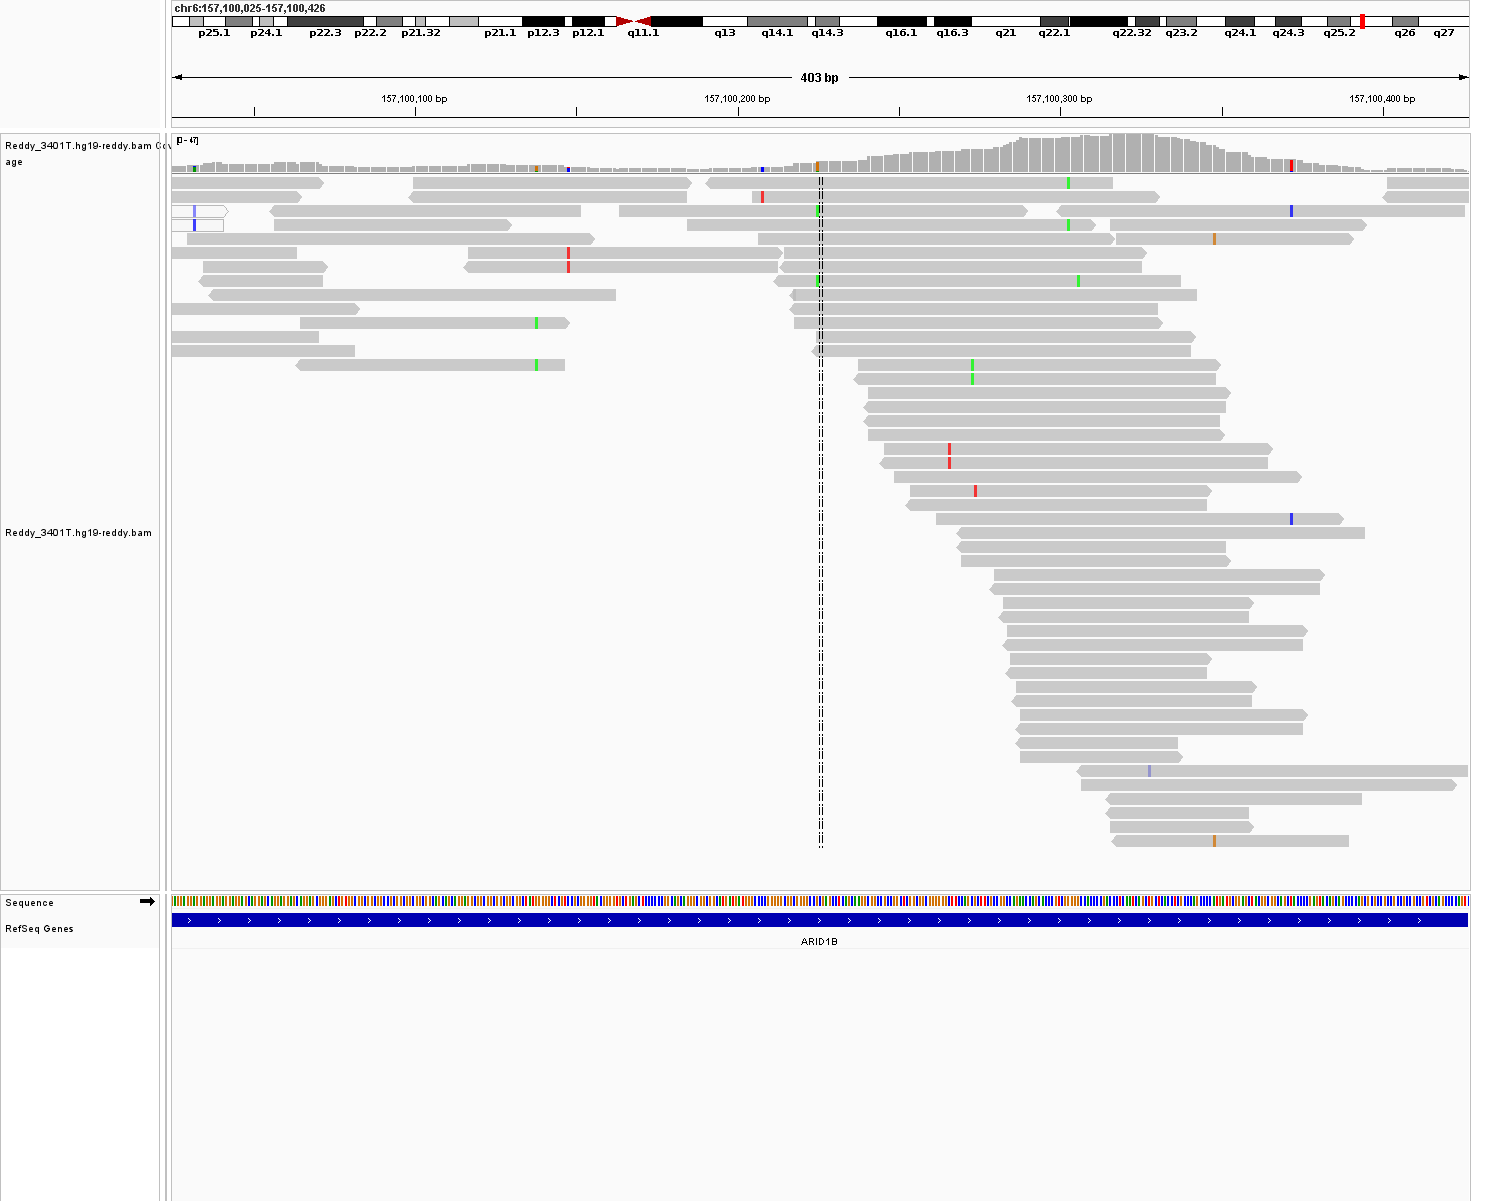 chr6:157,100,025-157,100,426
p25.1 p24.1 p22.3 p22.2 p21.32 p21.1 p12.3 p12.1 q11.1 q13 q14.1 q14.3 q16.1 q16.3 q21 q22.1 q22.32 q23.2 q24.1 q24.3 q25.2 q26 q27
403 bp
157,100,100 bp 157,100,200 bp 157,100,300 bp 157,100,400 bp
[0 - 47]
Reddy_3401T.hg19-reddy.bam Cov
age
Reddy_3401T.hg19-reddy.bam
Sequence
RefSeq Genes
ARID1B